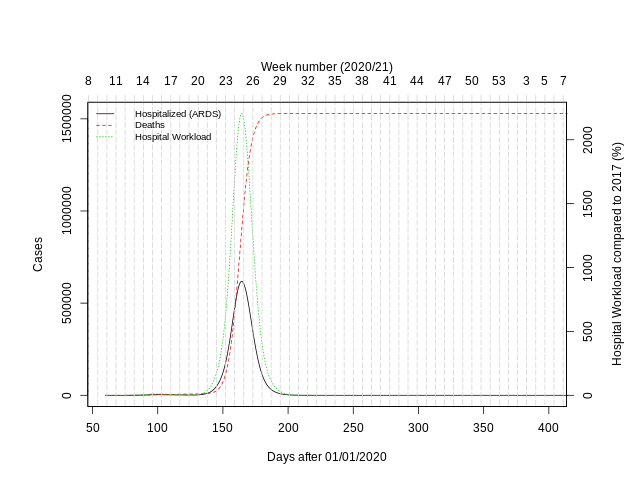 Week number (2020/21)
8 11 14 17 20 23 26 29 32 35 38 41 44 47 50 53 3 5 7
Hospitalized (ARDS)
Deaths
Hospital Workload
Cases
0 500000 1000000 1500000
Hospital Workload compared to 2017 (%)
0 500 1000 1500 2000
50 100 150 200 250 300 350 400
Days after 01/01/2020